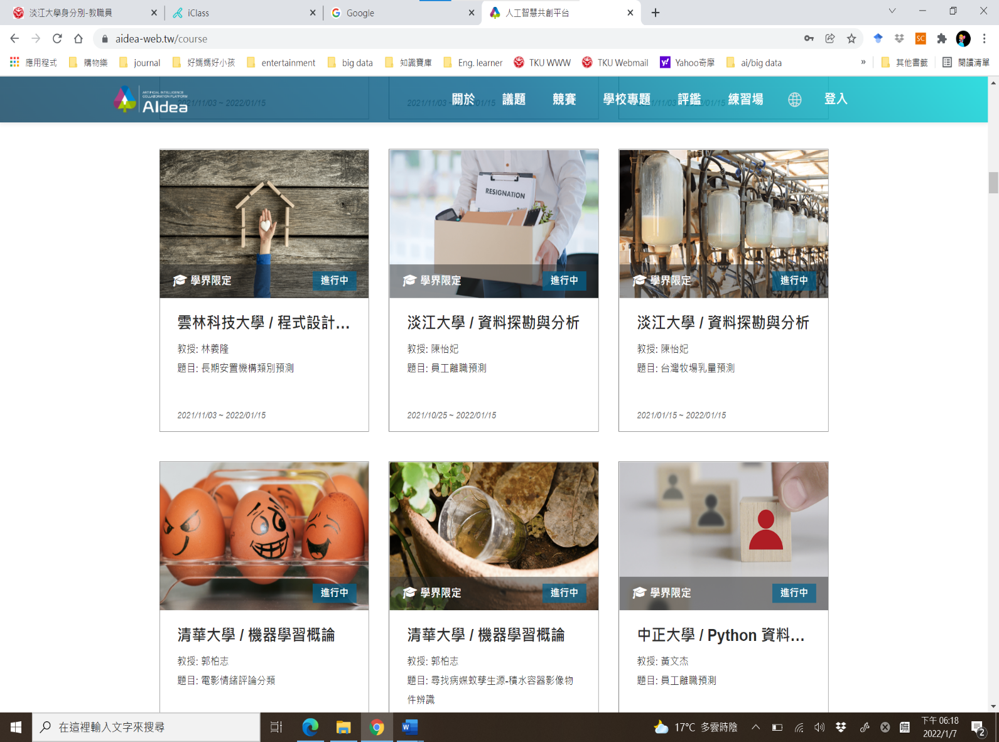 淡江大學身分別-教職員
iClass
Google
人工智慧共創平台
aidea-web.tw/course
SC
應用程式
購物樂
journal
好媽媽好小孩
entertainment
big data
知識寶庫
Eng. learner
TKU WWW
TKU Webmail
Yahoo奇摩
ai/big data
»
其他書籤
閱讀清單
ARTIFICIAL INTELLIGENCE
COLLABORATION PLATFORM
AIdea
2021/11/03 ~ 2022/01/15
2021/11/03 ~ 2022/01/15
2021/11/03 ~ 2022/01/15
關於
議題
競賽
學校專題
評鑑
練習場
登入
RESIGNATION
學界限定
進行中
學界限定
進行中
學界限定
進行中
雲林科技大學 / 程式設計...
教授: 林義隆
題目: 長期安置機構類別預測
2021/11/03 ~ 2022/01/15
淡江大學 / 資料探勘與分析
教授: 陳怡妃
題目: 員工離職預測
2021/10/25 ~ 2022/01/15
淡江大學 / 資料探勘與分析
教授: 陳怡妃
題目: 台灣牧場乳量預測
2021/01/15 ~ 2022/01/15
進行中
學界限定
進行中
學界限定
進行中
清華大學 / 機器學習概論
教授: 郭柏志
題目: 電影情緒評論分類
清華大學 / 機器學習概論
教授: 郭柏志
題目: 尋找病媒蚊孳生源-積水容器影像物
件辨識
中正大學 / Python 資料...
教授: 黃文杰
題目: 員工離職預測
在這裡輸入文字來搜尋
17°C 多雲時陰
下午 06:18
2022/1/7
2